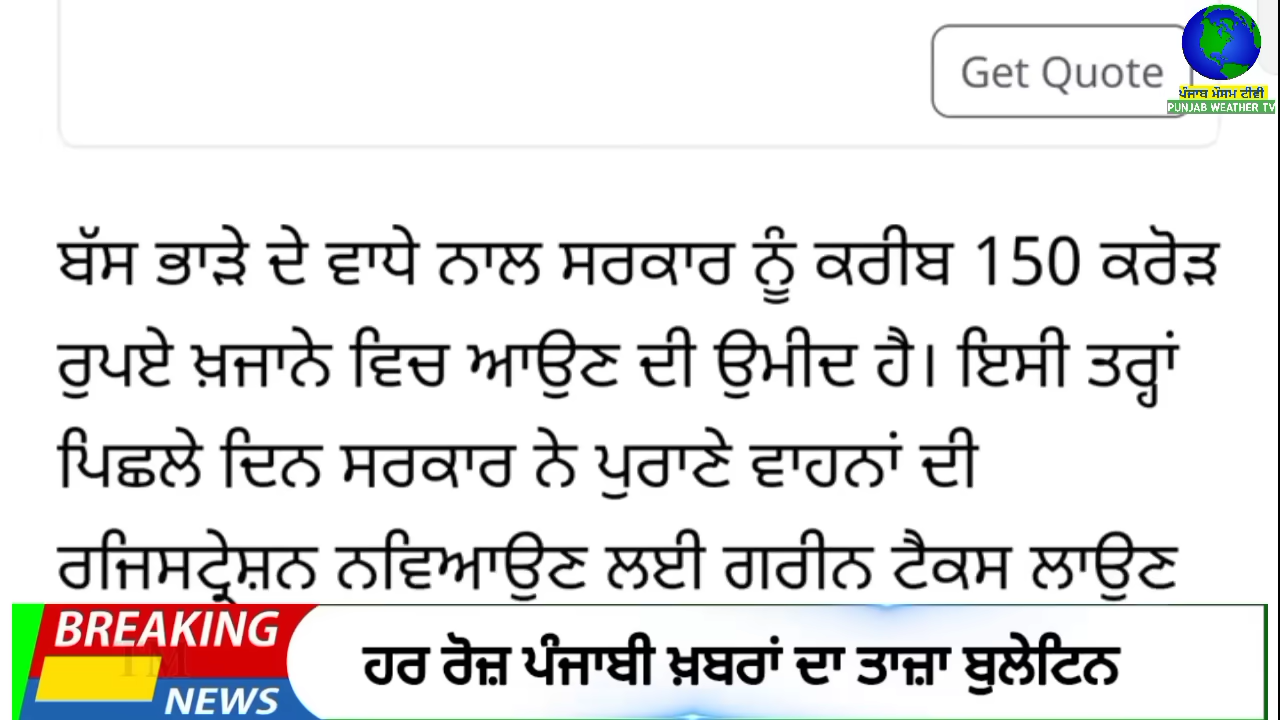 Get Quote
ਪੰਜਾਬ ਮੌਸਮ ਟੀਵੀ
PUNJAB WEATHER TV
ਬੱਸ ਭਾੜੇ ਦੇ ਵਾਧੇ ਨਾਲ ਸਰਕਾਰ ਨੂੰ ਕਰੀਬ 150 ਕਰੋੜ
ਰੁਪਏ ਖ਼ਜਾਨੇ ਵਿਚ ਆਉਣ ਦੀ ਉਮੀਦ ਹੈ। ਇਸੀ ਤਰ੍ਹਾਂ
ਪਿਛਲੇ ਦਿਨ ਸਰਕਾਰ ਨੇ ਪੁਰਾਣੇ ਵਾਹਨਾਂ ਦੀ
ਰਜਿਸਟ੍ਰੇਸ਼ਨ ਨਵਿਆਉਣ ਲਈ ਗਰੀਨ ਟੈਕਸ ਲਾਉਣ
BREAKING
NEWS
ਹਰ ਰੋਜ਼ ਪੰਜਾਬੀ ਖ਼ਬਰਾਂ ਦਾ ਤਾਜ਼ਾ ਬੁਲੇਟਿਨ